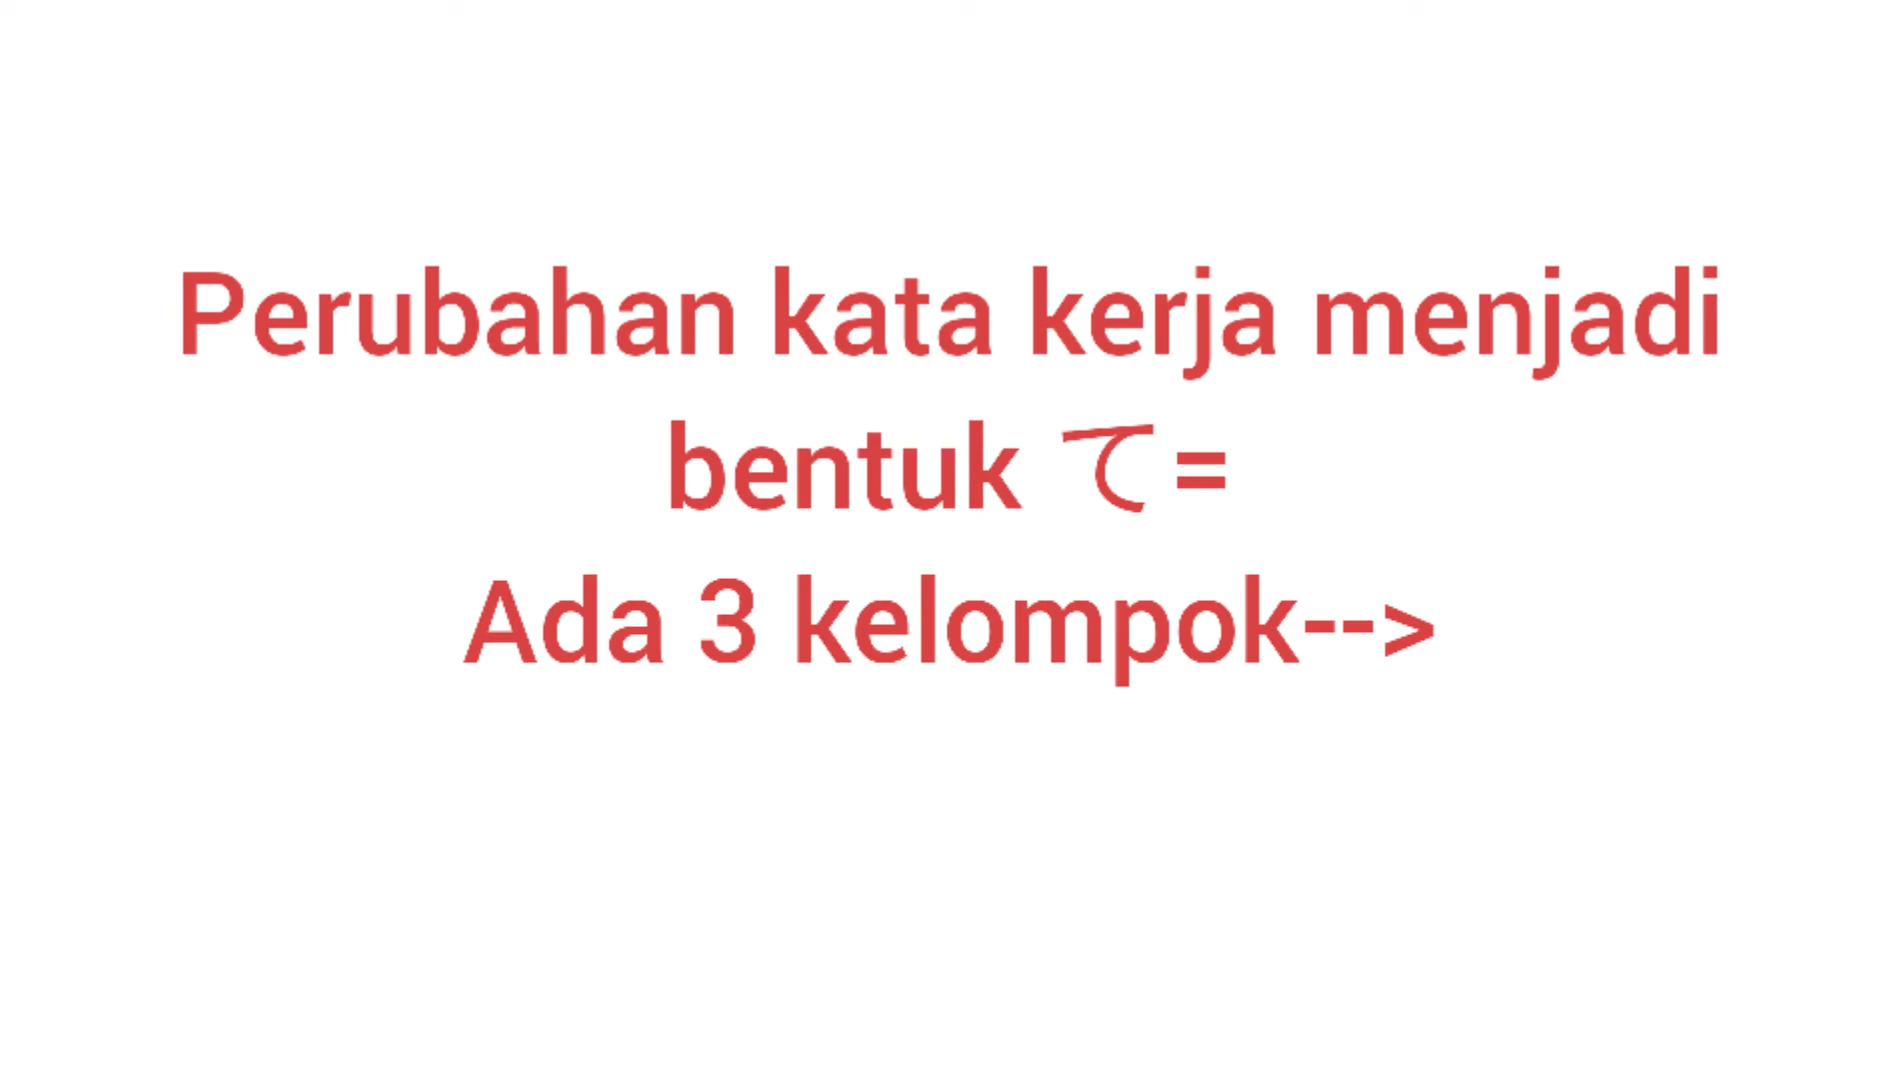 Perubahan kata kerja menjadi
bentuk て=
Ada 3 kelompok-->